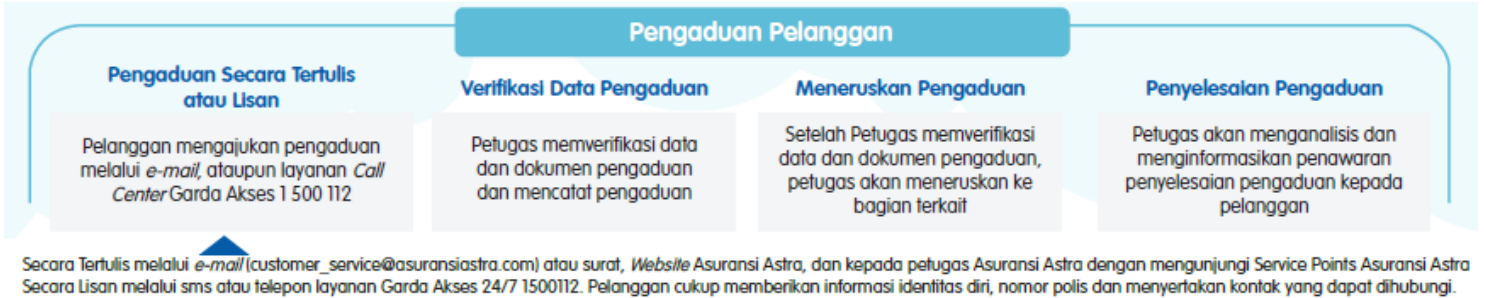 Pengaduan Pelanggan
Pengaduan Secara Tertulis
atau Lisan
Pelanggan mengajukan pengaduan
melalui e-mail, ataupun layanan Call
Center Garda Akses 1 500 112
Verifikasi Data Pengaduan
Petugas memverifikasi data
dan dokumen pengaduan
dan mencatat pengaduan
Meneruskan Pengaduan
Setelah Petugas memverifikasi
data dan dokumen pengaduan,
petugas akan meneruskan ke
bagian terkait
Penyelesaian Pengaduan
Petugas akan menganalisis dan
menginformasikan penawaran
penyelesaian pengaduan kepada
pelanggan
Secara Tertulis melalui e-mail (customer_service@asuransiastra.com) atau surat, Website Asuransi Astra, dan kepada petugas Asuransi Astra dengan mengunjungi Service Points Asuransi Astra
Secara Lisan melalui sms atau telepon layanan Garda Akses 24/7 1500112. Pelanggan cukup memberikan informasi identitas diri, nomor polis dan menyertakan kontak yang dapat dihubungi.